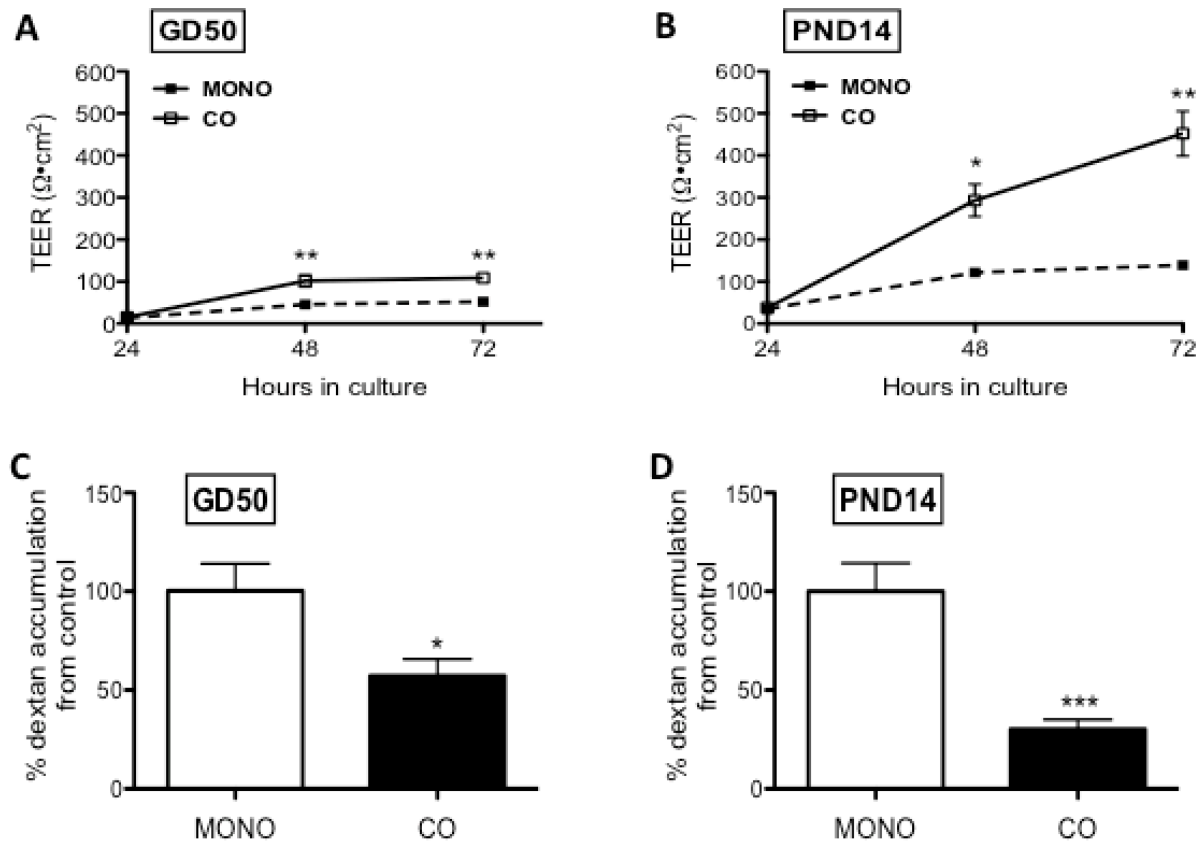 A
GD50
600
500
400
300
200
100
0
TEER (Ω•cm²)
MONO
CO
**
**
24
48
72
Hours in culture
B
PND14
600
500
400
300
200
100
0
TEER (Ω•cm²)
MONO
CO
*
**
24
48
72
Hours in culture
C
GD50
150
100
50
0
% dextan accumulation
from control
*
MONO
CO
D
PND14
150
100
50
0
% dextan accumulation
from control
***
MONO
CO